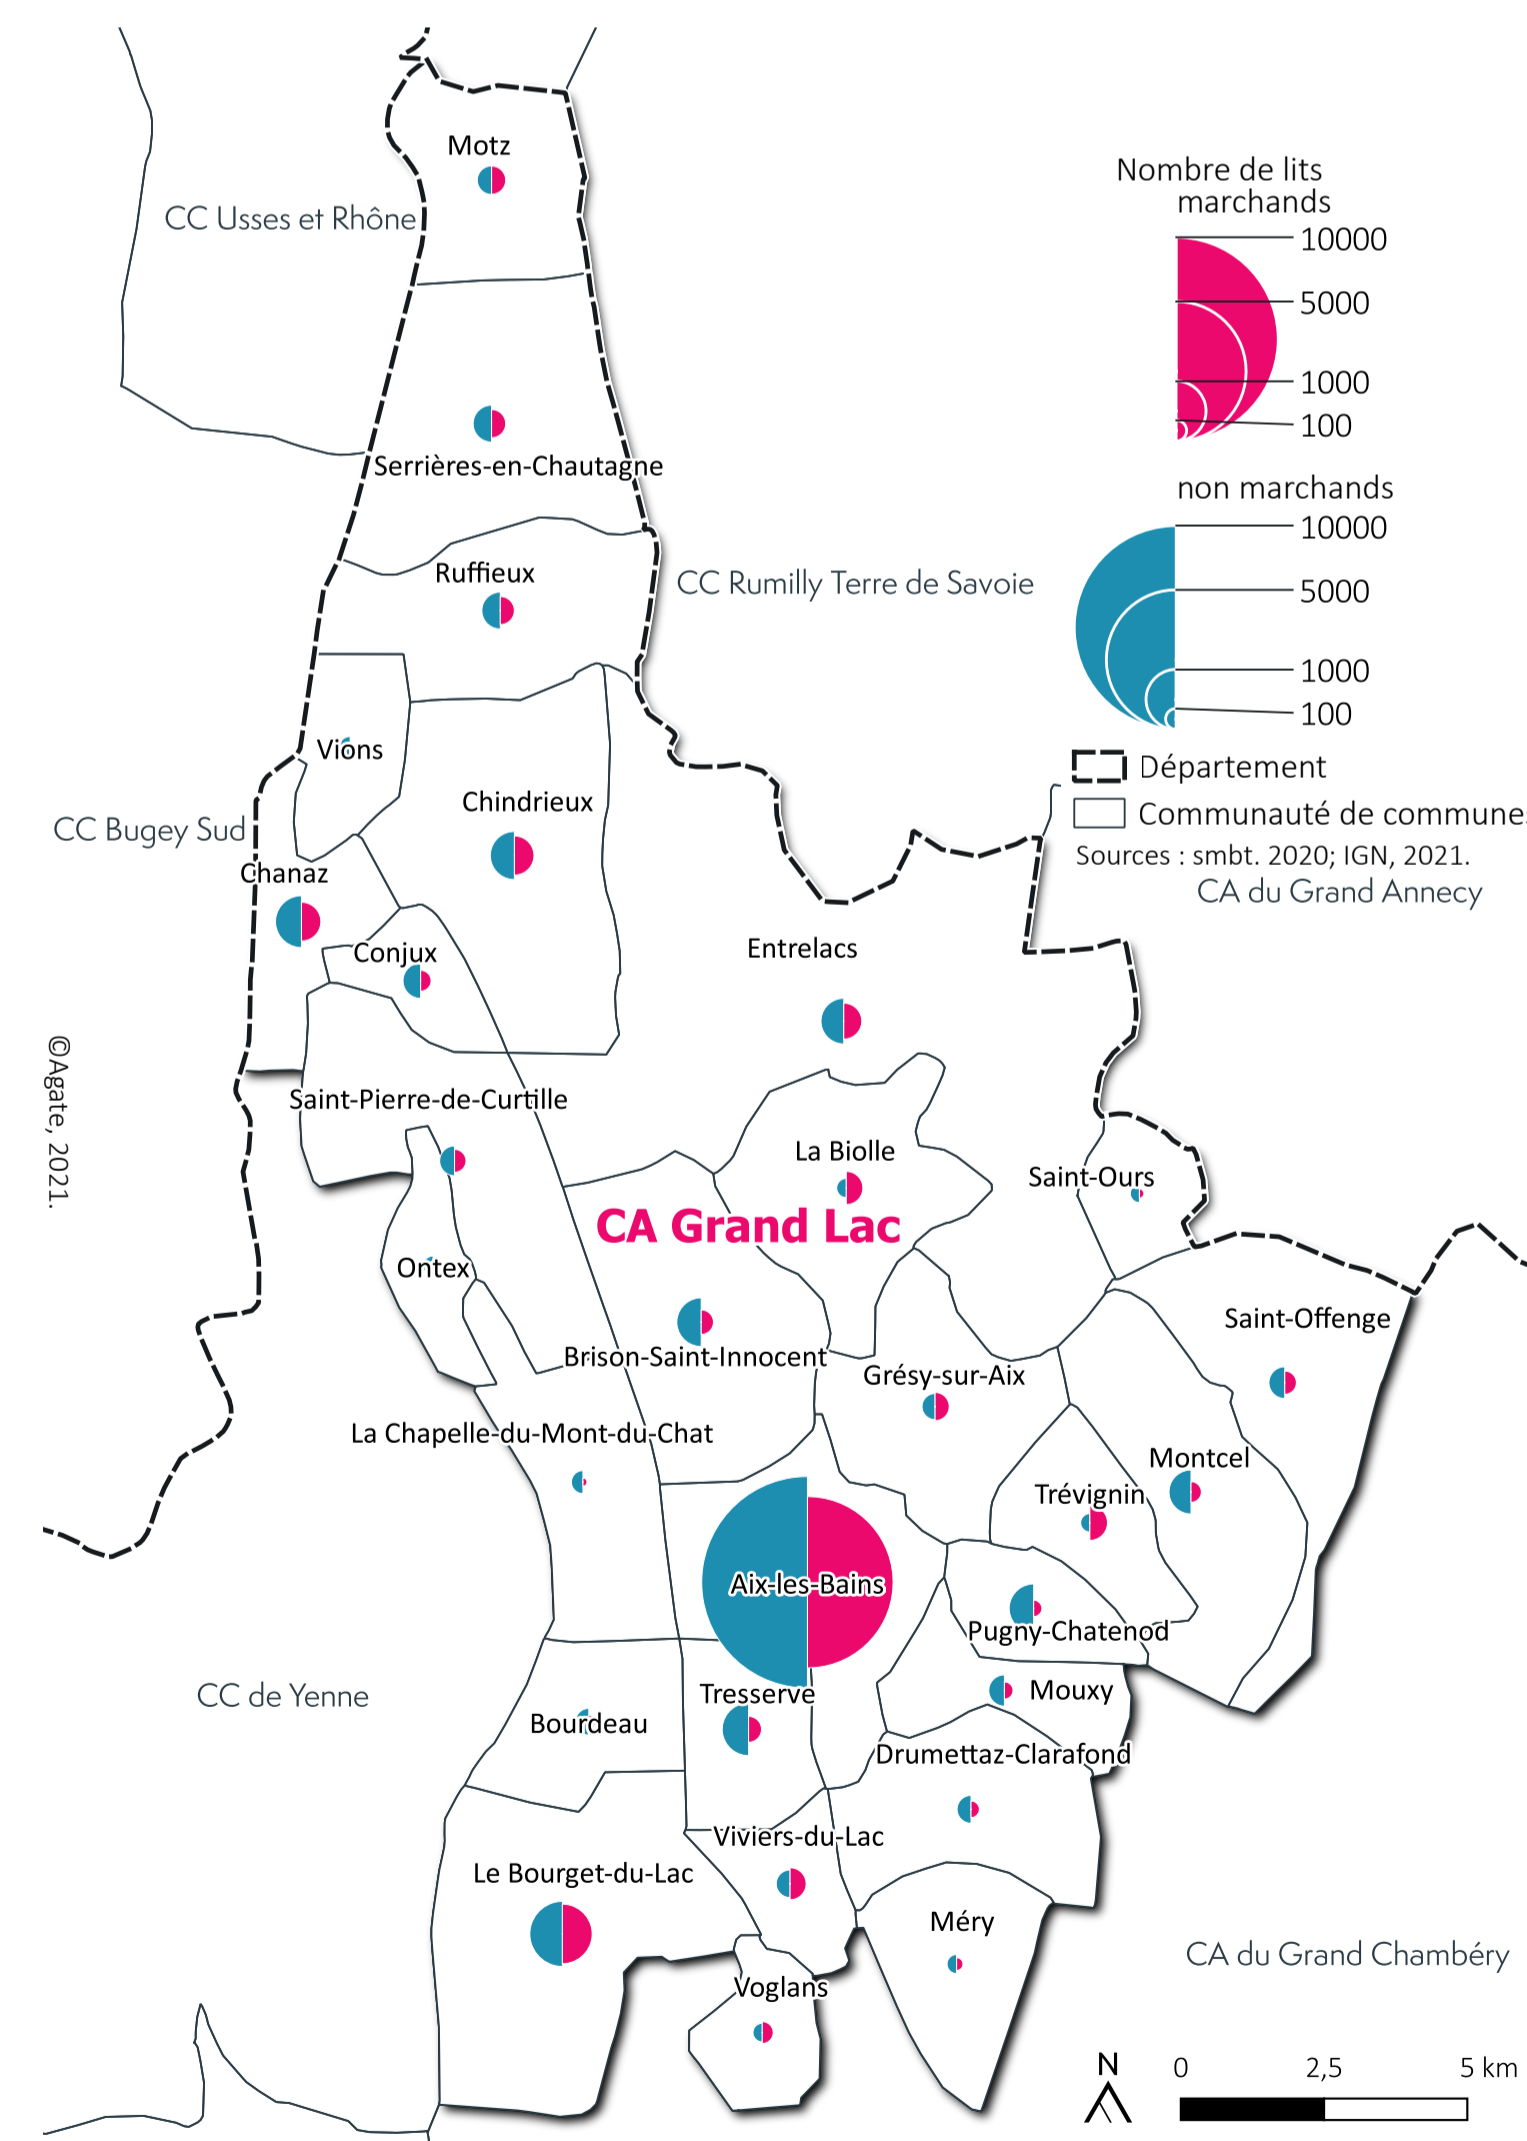 Motz
CC Usses et Rhône
Nombre de lits
marchands
10000
5000
1000
100
Serrières-en-Chautagne
non marchands
10000
5000
1000
100
Ruffieux
CC Rumilly Terre de Savoie
Vions
Département
Chindrieux
Communauté de communes
CC Bugey Sud
Sources : smbt. 2020; IGN, 2021.
Chanaz
CA du Grand Annecy
Conjux
Entrelacs
©Agate, 2021.
Saint-Pierre-de-Curtille
La Biolle
Saint-Ours
CA Grand Lac
Ontex
Saint-Offenge
Brison-Saint-Innocent
Grésy-sur-Aix
La Chapelle-du-Mont-du-Chat
Montcel
Trévignin
Aix-les-Bains
Pugny-Chatenod
CC de Yenne
Tresserve
Mouxy
Bourdeau
Drumettaz-Clarafond
Viviers-du-Lac
Le Bourget-du-Lac
Méry
CA du Grand Chambéry
Voglans
N
0 2,5 5 km